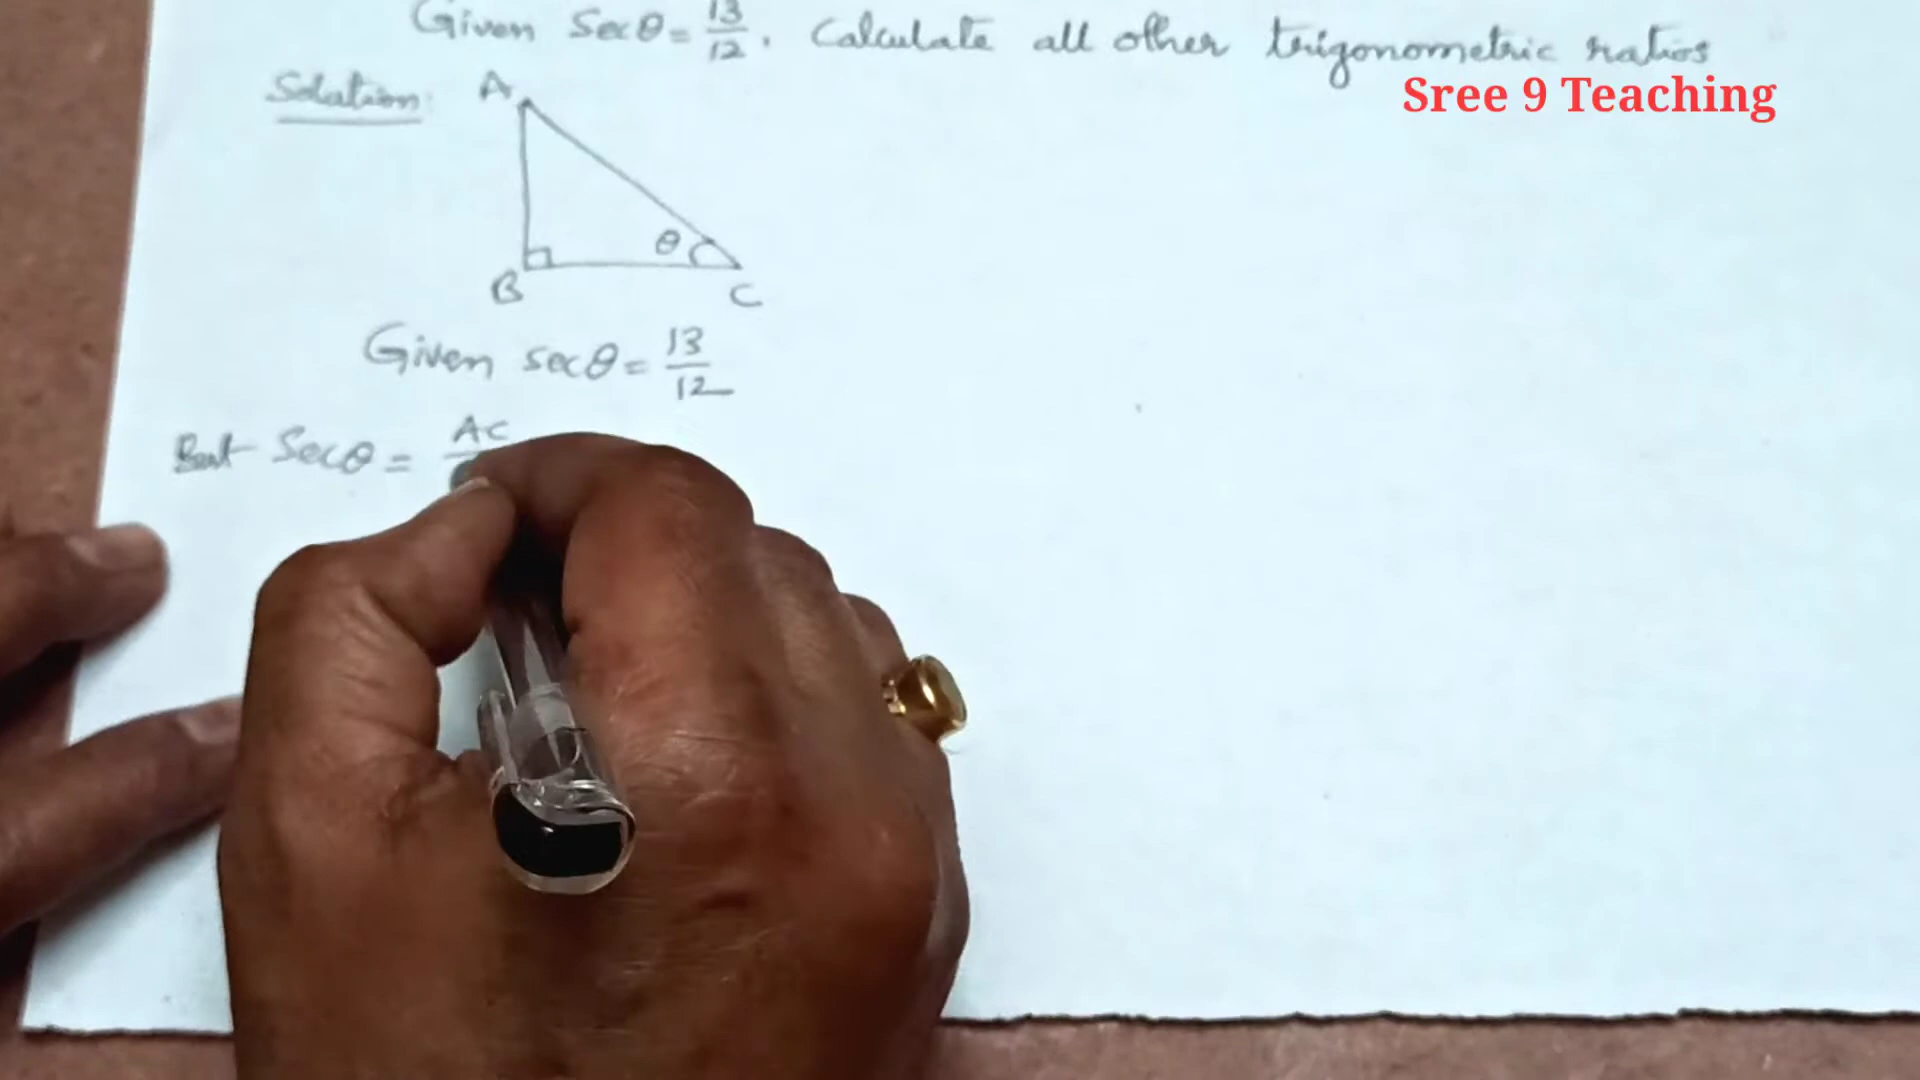 Given Secθ = 13/12. Calculate all other trigonometric ratios
Sree 9 Teaching
Solution:
A
θ
B
C
Given secθ = 13/12
But Secθ = AC